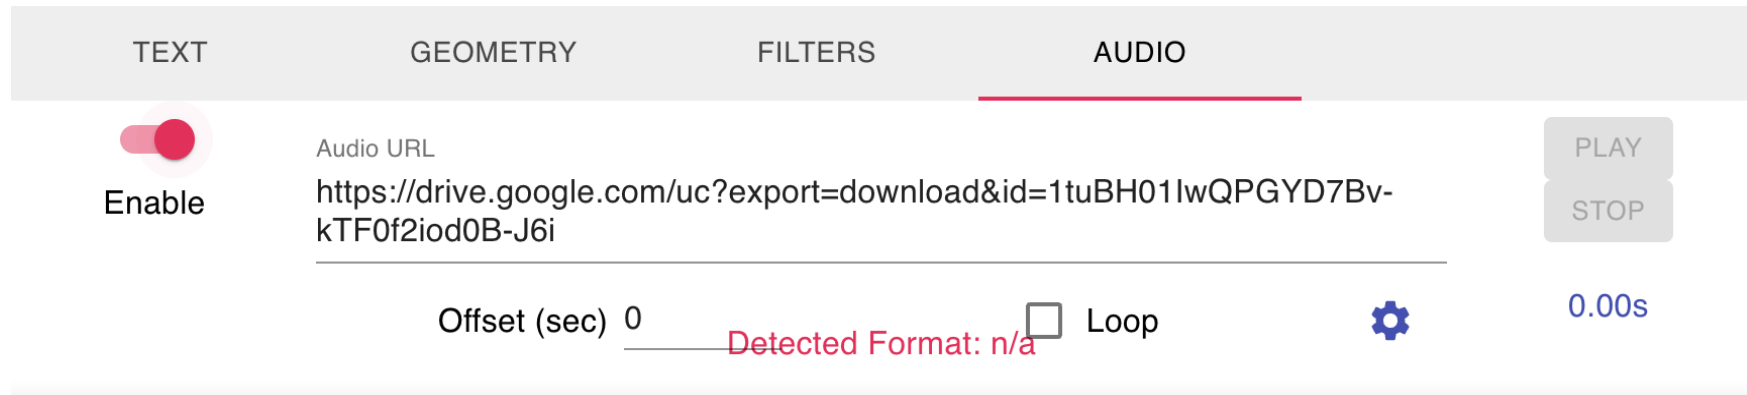 TEXT GEOMETRY FILTERS AUDIO
Audio URL
https://drive.google.com/uc?export=download&id=1tuBH01IwQPGYD7Bv-
kTF0f2iod0B-J6i
Enable
PLAY
STOP
Offset (sec) 0
Loop
Detected Format: n/a
0.00s